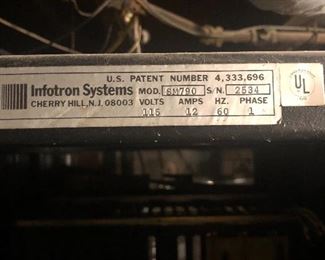 U.S. PATENT NUMBER 4,333,696
Infotron Systems MOD. SM790 S/N. 2534
CHERRY HILL, N.J. 08003 VOLTS AMPS HZ. PHASE
115 12 60 1
UL